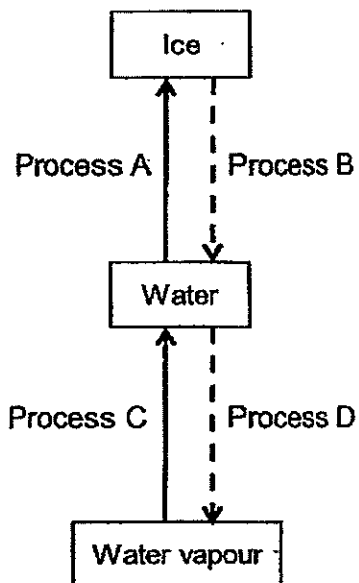 Ice
Process A
Process B
Water
Process C
Process D
Water vapour